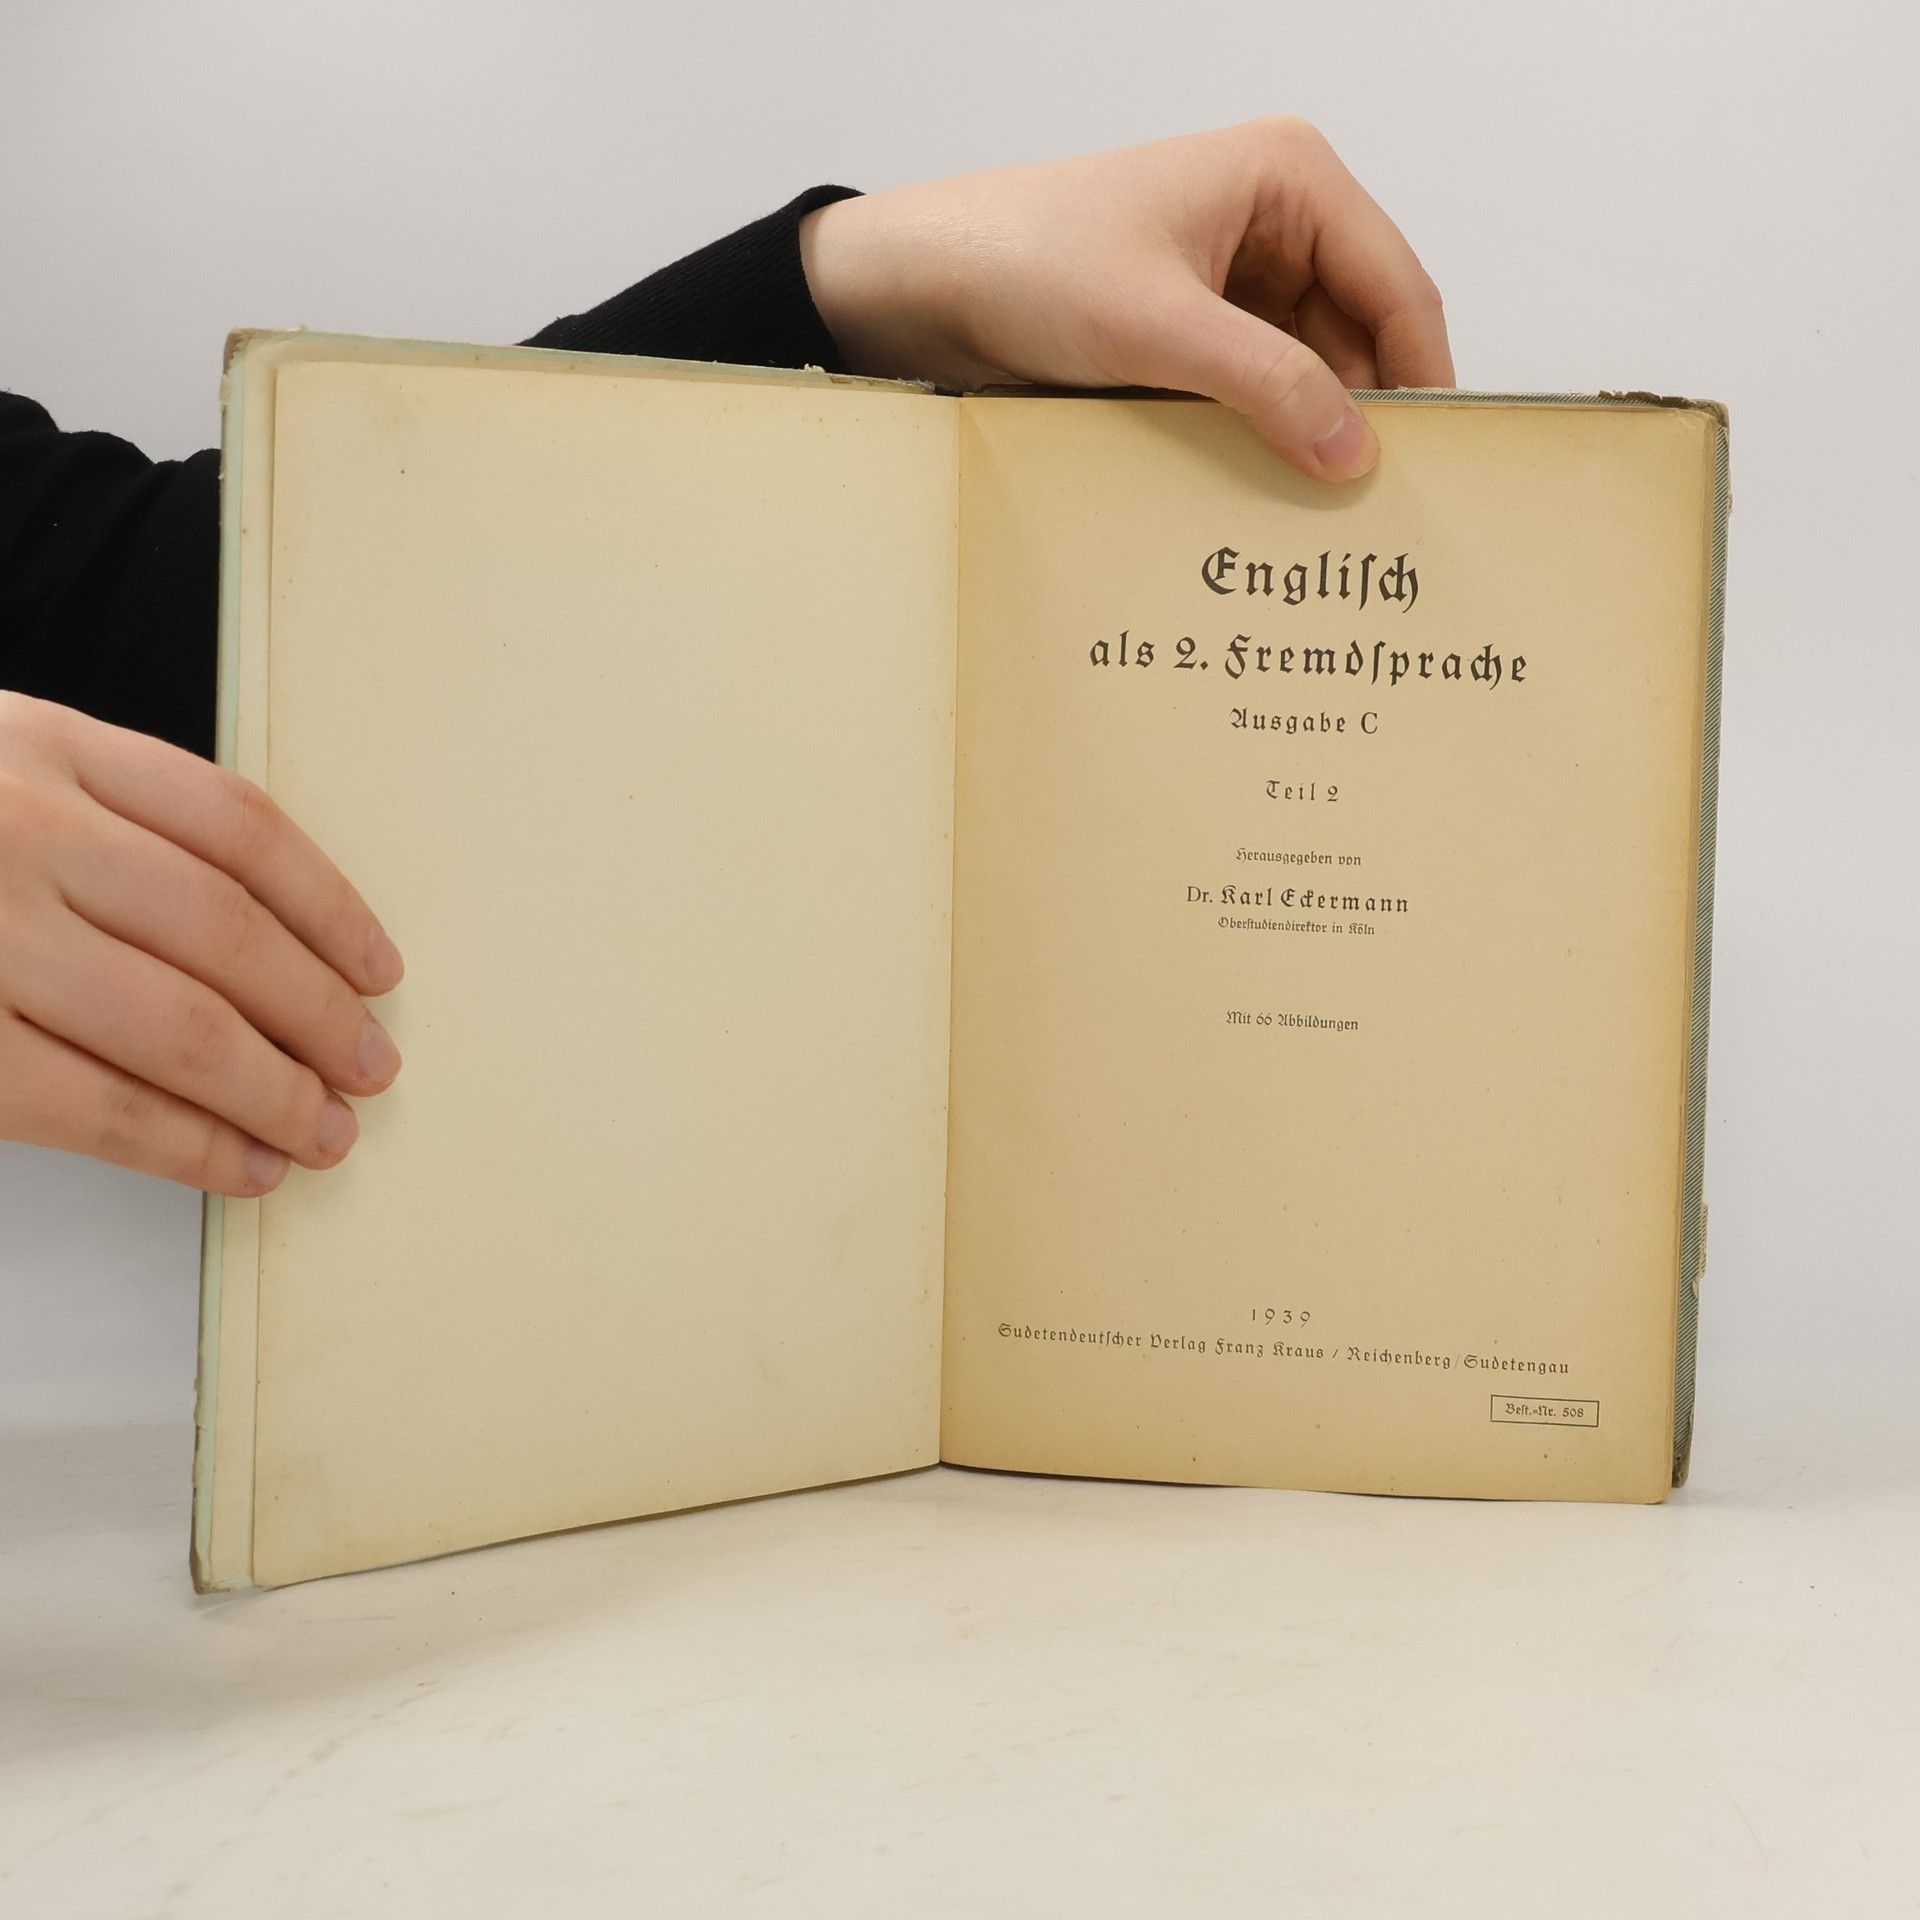 Engliſch
als 2. Fremdſprache
Ausgabe C
Teil 2
Herausgegeben von
Dr. Karl Eckermann
Oberſtudiendirektor in Köln
Mit 66 Abbildungen
1939
Sudetendeutſcher Verlag Franz Kraus / Reichenberg/Sudetengau
Beſt.=Nr. 508